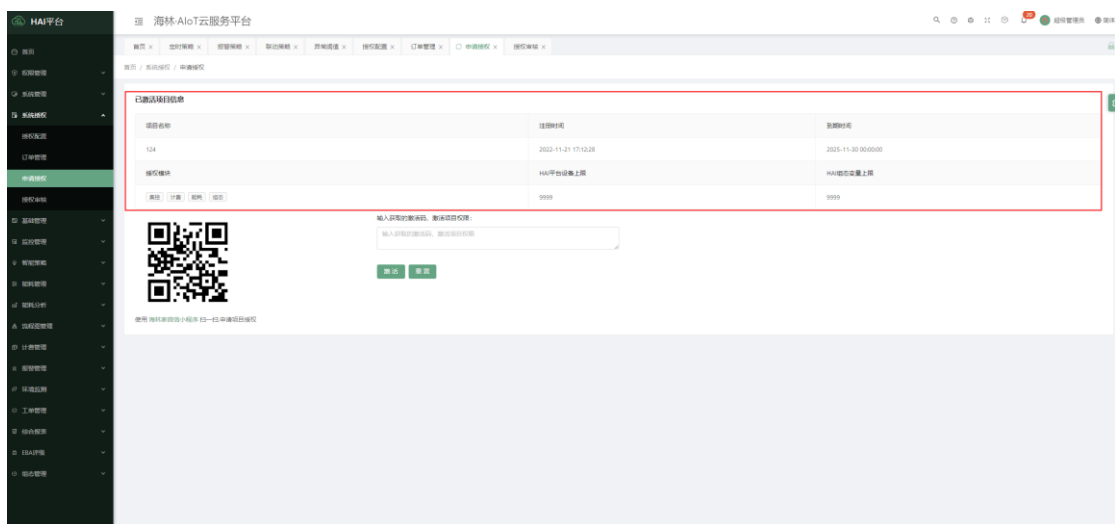 HAI平台
海林·AIoT云服务平台
超级管理员
首页 × 定时策略 × 报警策略 × 联动策略 × 异常阈值 × 授权配置 × 订单管理 × 申请授权 × 授权审核 ×
首页 / 系统授权 / 申请授权
首页
权限管理
系统管理
系统授权
授权配置
订单管理
申请授权
授权审核
基础管理
监控管理
智能策略
能耗管理
能耗分析
流程图管理
计费管理
报警管理
环境监测
工单管理
综合报表
EBA评级
组态管理
已激活项目信息
项目名称 注册时间 到期时间
124 2022-11-21 17:12:28 2025-11-30 00:00:00
授权模块 HAI平台设备上限 HAI组态变量上限
监控 计量 能耗 组态 9999 9999
输入获取的激活码、激活项目权限:
输入获取的激活码、激活项目权限
激活 重置
使用 海林家微信小程序 扫一扫 申请项目授权